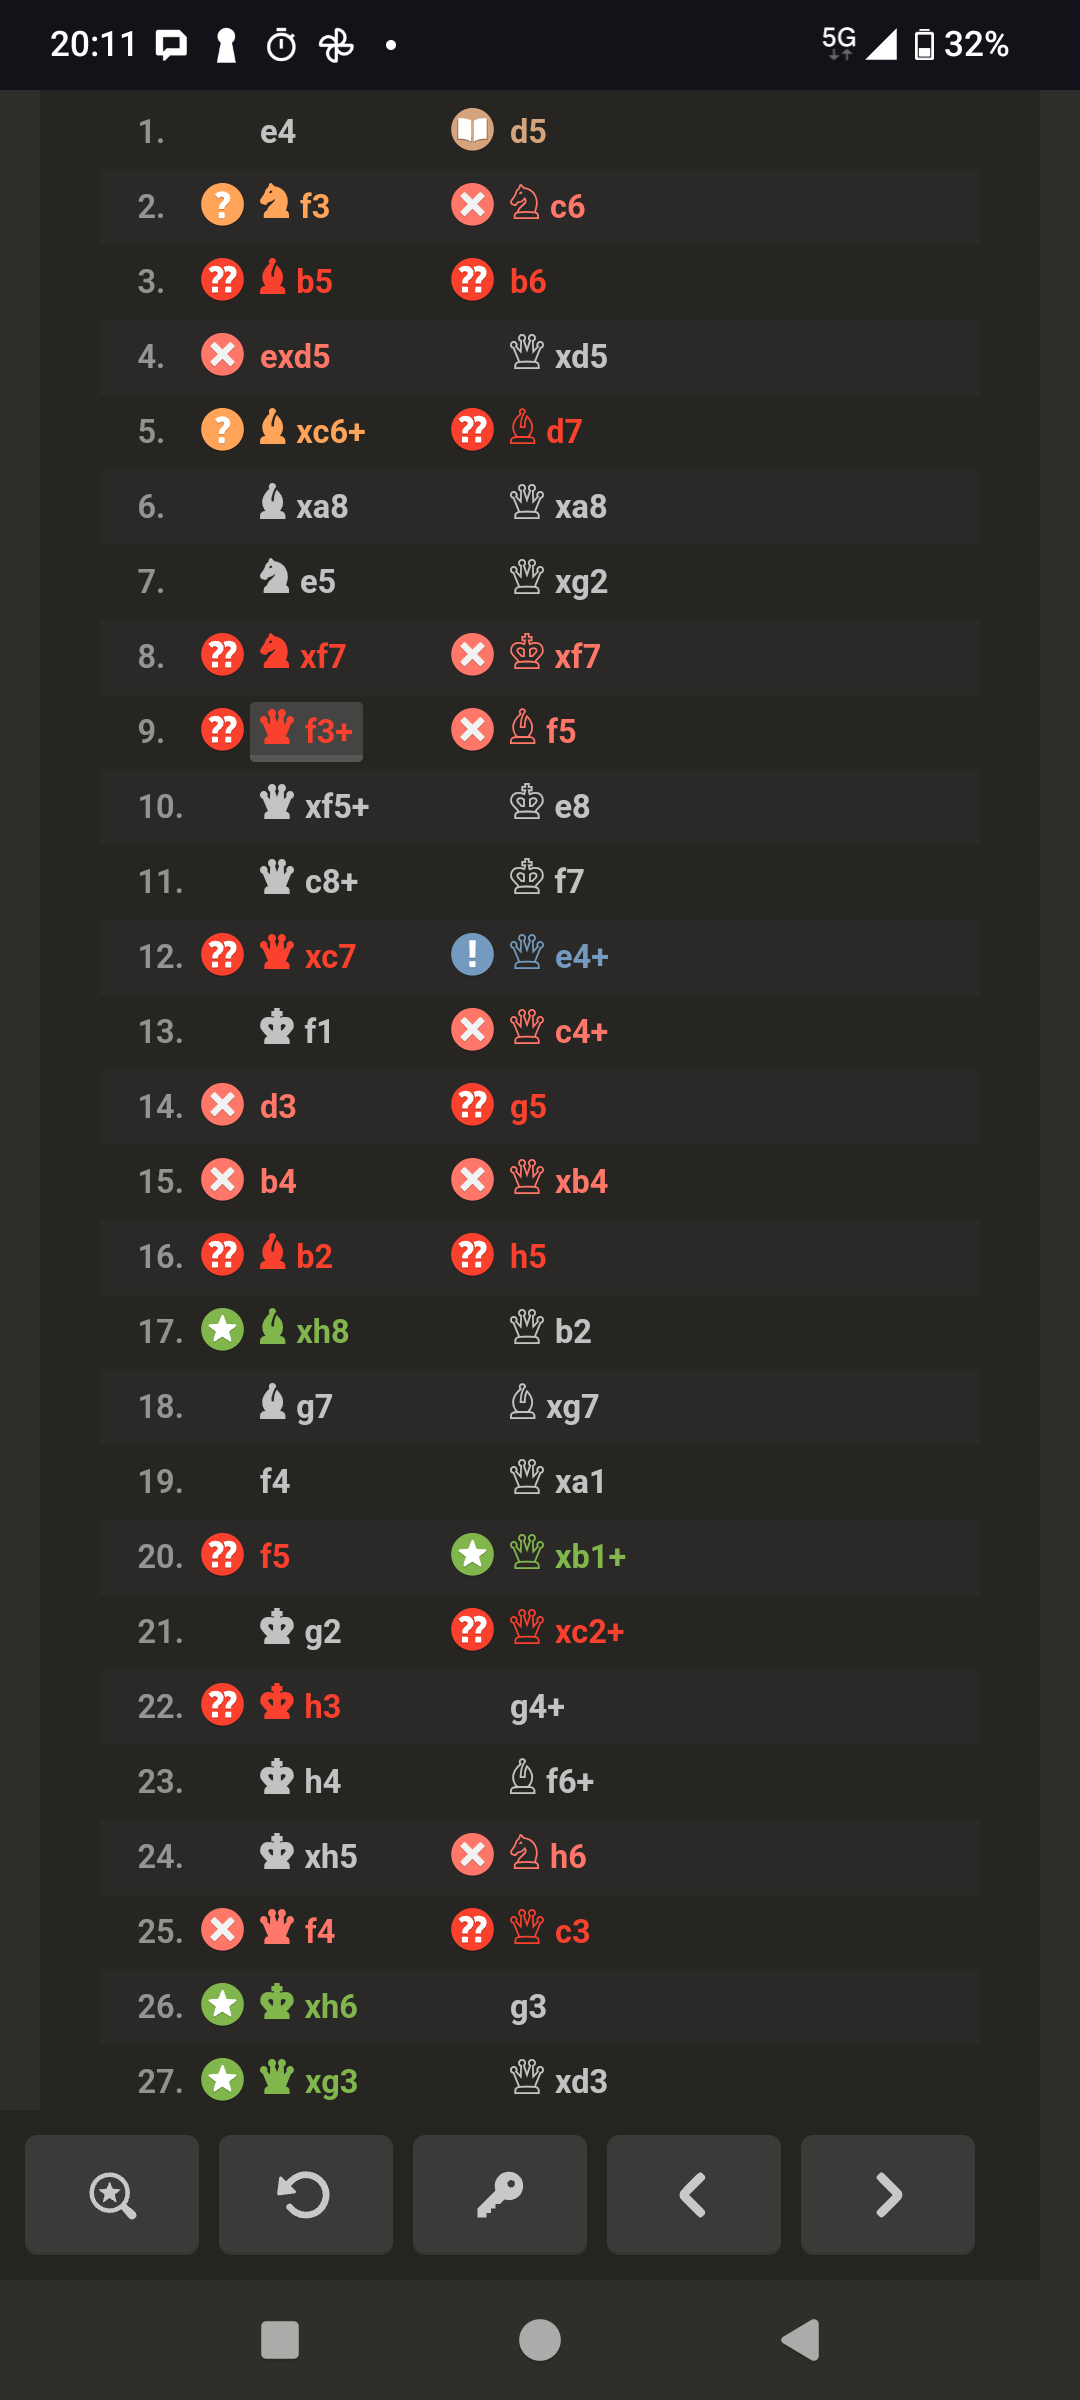 20:11 5G 32%
1. e4 d5
2. ? f3 c6
3. ?? b5 ?? b6
4. exd5 xd5
5. ? xc6+ ?? d7
6. xa8 xa8
7. e5 xg2
8. ?? xf7 xf7
9. ?? f3+ f5
10. xf5+ e8
11. c8+ f7
12. ?? xc7 ! e4+
13. f1 c4+
14. d3 ?? g5
15. b4 xb4
16. ?? b2 ?? h5
17. xh8 b2
18. g7 xg7
19. f4 xa1
20. ?? f5 xb1+
21. g2 ?? xc2+
22. ?? h3 g4+
23. h4 f6+
24. xh5 h6
25. f4 ?? c3
26. xh6 g3
27. xg3 xd3